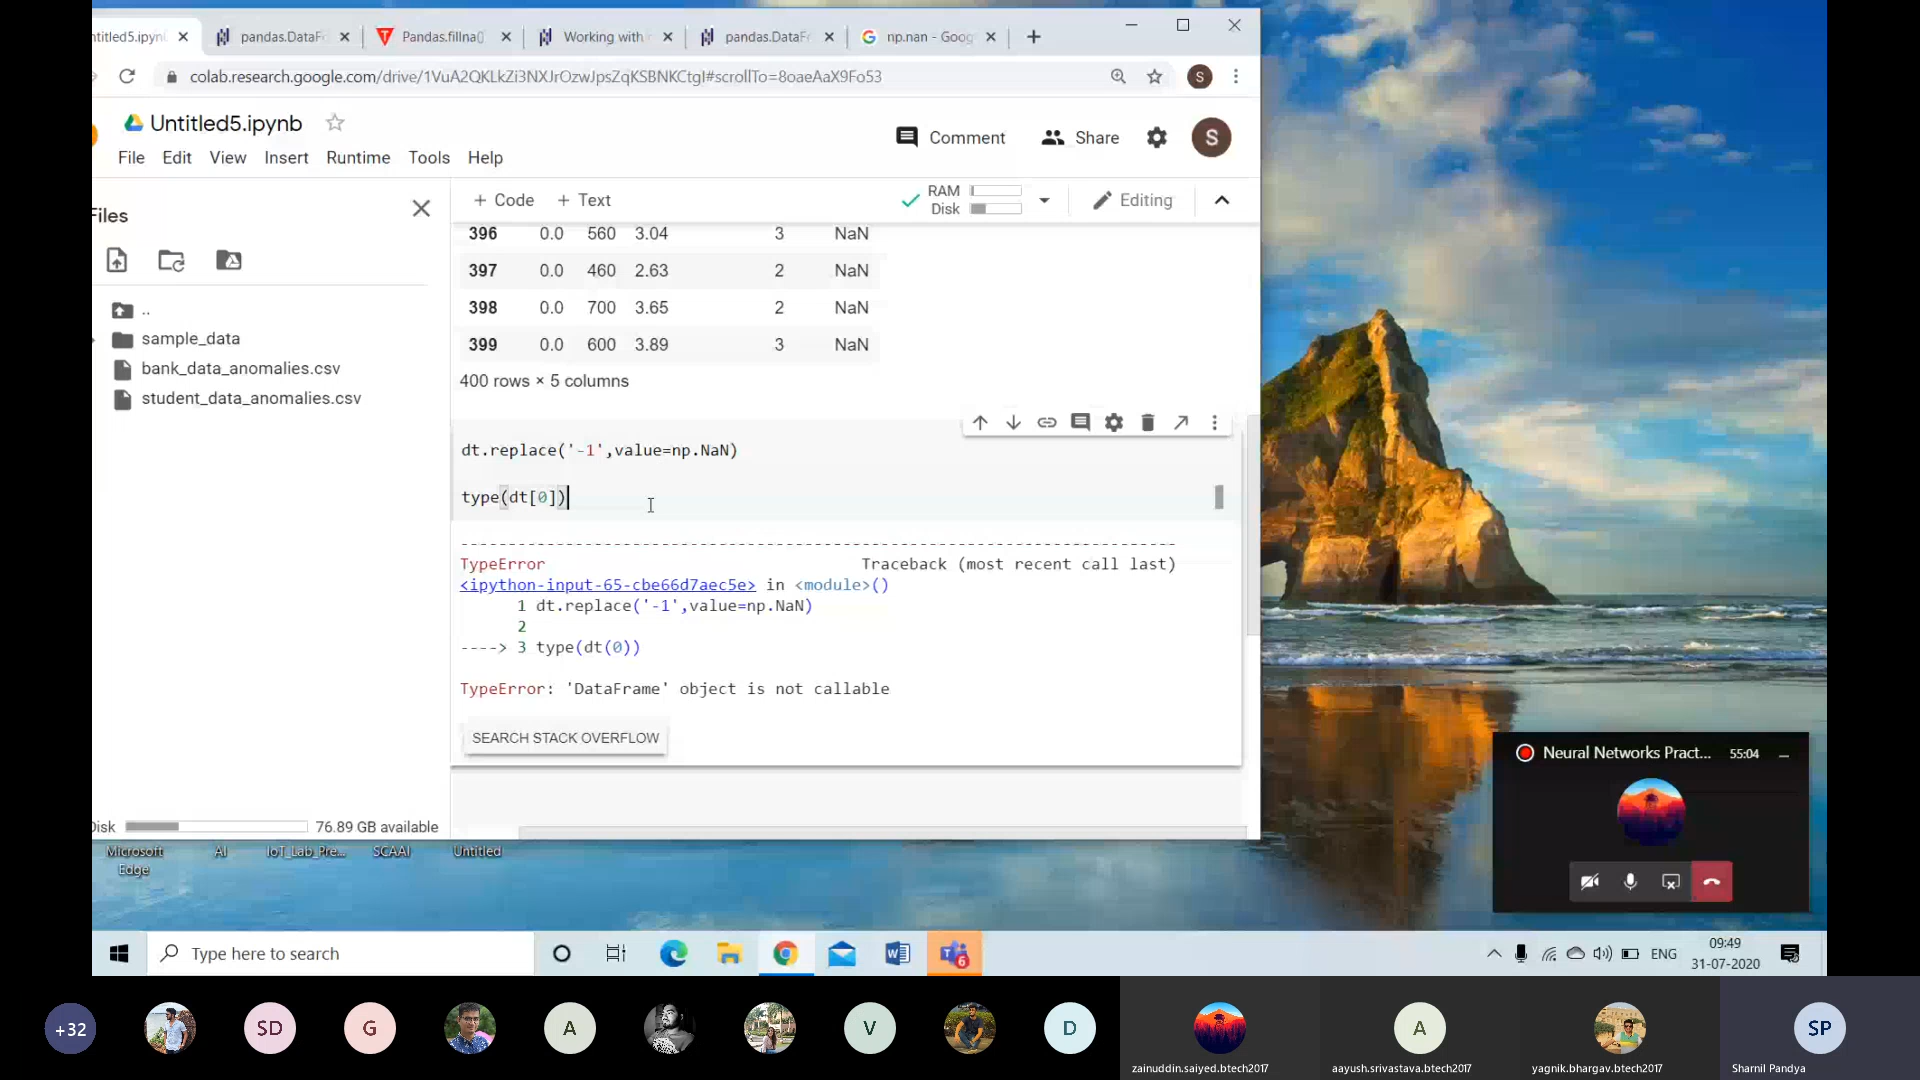 ntitled5.ipyn
pandas.DataF
Pandas.fillna()
Working with
pandas.DataF
np.nan - Goog
colab.research.google.com/drive/1VuA2QKLkZi3NXJrOzwJpsZqKSBNKCtgI#scrollTo=8oaeAaX9Fo53
S
Untitled5.ipynb
Comment
Share
S
File Edit View Insert Runtime Tools Help
Files
+ Code + Text
RAM
Disk
Editing
396 0.0 560 3.04 3 NaN
397 0.0 460 2.63 2 NaN
398 0.0 700 3.65 2 NaN
399 0.0 600 3.89 3 NaN
400 rows × 5 columns
..
sample_data
bank_data_anomalies.csv
student_data_anomalies.csv
dt.replace('-1',value=np.NaN)
type(dt[0])
---------------------------------------------------------------------------
TypeError Traceback (most recent call last)
<ipython-input-65-cbe66d7aec5e> in <module>()
1 dt.replace('-1',value=np.NaN)
2
----> 3 type(dt(0))
TypeError: 'DataFrame' object is not callable
SEARCH STACK OVERFLOW
Disk
76.89 GB available
Microsoft
Edge
AI
IoT_Lab_Pre...
SCAAI
Untitled
Neural Networks Pract...
55:04
Type here to search
6
ENG
09:49
31-07-2020
+32
SD
G
A
V
D
A
SP
zainuddin.saiyed.btech2017
aayush.srivastava.btech2017
yagnik.bhargav.btech2017
Sharnil Pandya